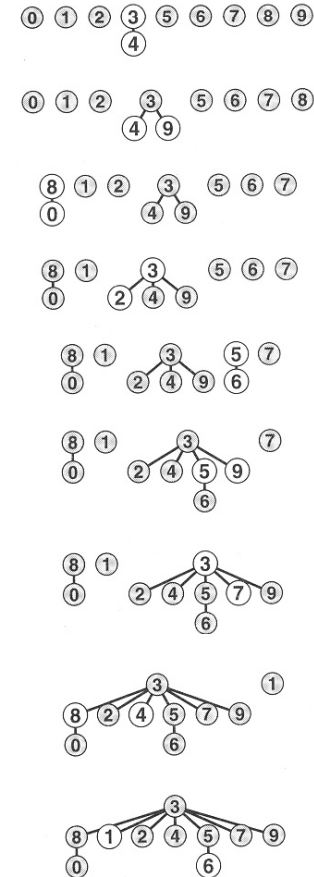 0 1 2 3 5 6 7 8 9
4
0 1 2 3 5 6 7 8
4 9
8 1 2 3 5 6 7
0 4 9
8 1 3 5 6 7
0 2 4 9
8 1 3 5 7
0 2 4 9 6
8 1 3 7
0 2 4 5 9
6
8 1 3
0 2 4 5 7 9
6
3 1
8 2 4 5 7 9
0 6
3
8 1 2 4 5 7 9
0 6